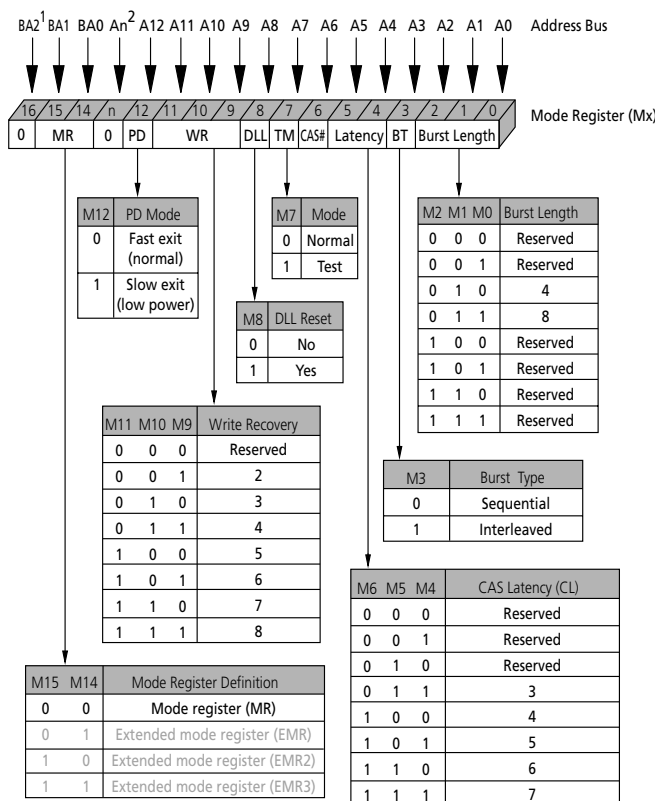 BA2¹ BA1 BA0 An² A12 A11 A10 A9 A8 A7 A6 A5 A4 A3 A2 A1 A0 Address Bus
16 15 14 n 12 11 10 9 8 7 6 5 4 3 2 1 0 Mode Register (Mx)
0 MR 0 PD WR DLL TM CAS# Latency BT Burst Length
M12 PD Mode
0 Fast exit
(normal)
1 Slow exit
(low power)
M7 Mode
0 Normal
1 Test
M2 M1 M0 Burst Length
0 0 0 Reserved
0 0 1 Reserved
0 1 0 4
0 1 1 8
1 0 0 Reserved
1 0 1 Reserved
1 1 0 Reserved
1 1 1 Reserved
M8 DLL Reset
0 No
1 Yes
M11 M10 M9 Write Recovery
0 0 0 Reserved
0 0 1 2
0 1 0 3
0 1 1 4
1 0 0 5
1 0 1 6
1 1 0 7
1 1 1 8
M3 Burst Type
0 Sequential
1 Interleaved
M6 M5 M4 CAS Latency (CL)
0 0 0 Reserved
0 0 1 Reserved
0 1 0 Reserved
0 1 1 3
1 0 0 4
1 0 1 5
1 1 0 6
1 1 1 7
M15 M14 Mode Register Definition
0 0 Mode register (MR)
0 1 Extended mode register (EMR)
1 0 Extended mode register (EMR2)
1 1 Extended mode register (EMR3)